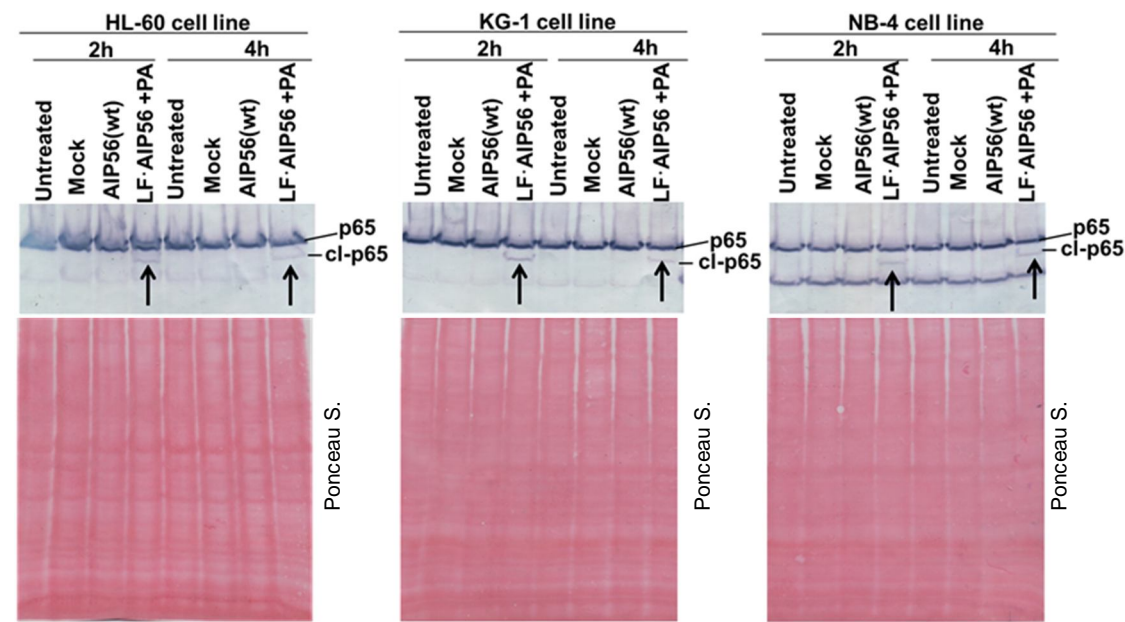 HL-60 cell line
2h
4h
Untreated
Mock
AIP56(wt)
LF·AIP56 +PA
Untreated
Mock
AIP56(wt)
LF·AIP56 +PA
p65
cl-p65
Ponceau S.
KG-1 cell line
2h
4h
Untreated
Mock
AIP56(wt)
LF·AIP56 +PA
Untreated
Mock
AIP56(wt)
LF·AIP56 +PA
p65
cl-p65
Ponceau S.
NB-4 cell line
2h
4h
Untreated
Mock
AIP56(wt)
LF·AIP56 +PA
Untreated
Mock
AIP56(wt)
LF·AIP56 +PA
p65
cl-p65
Ponceau S.